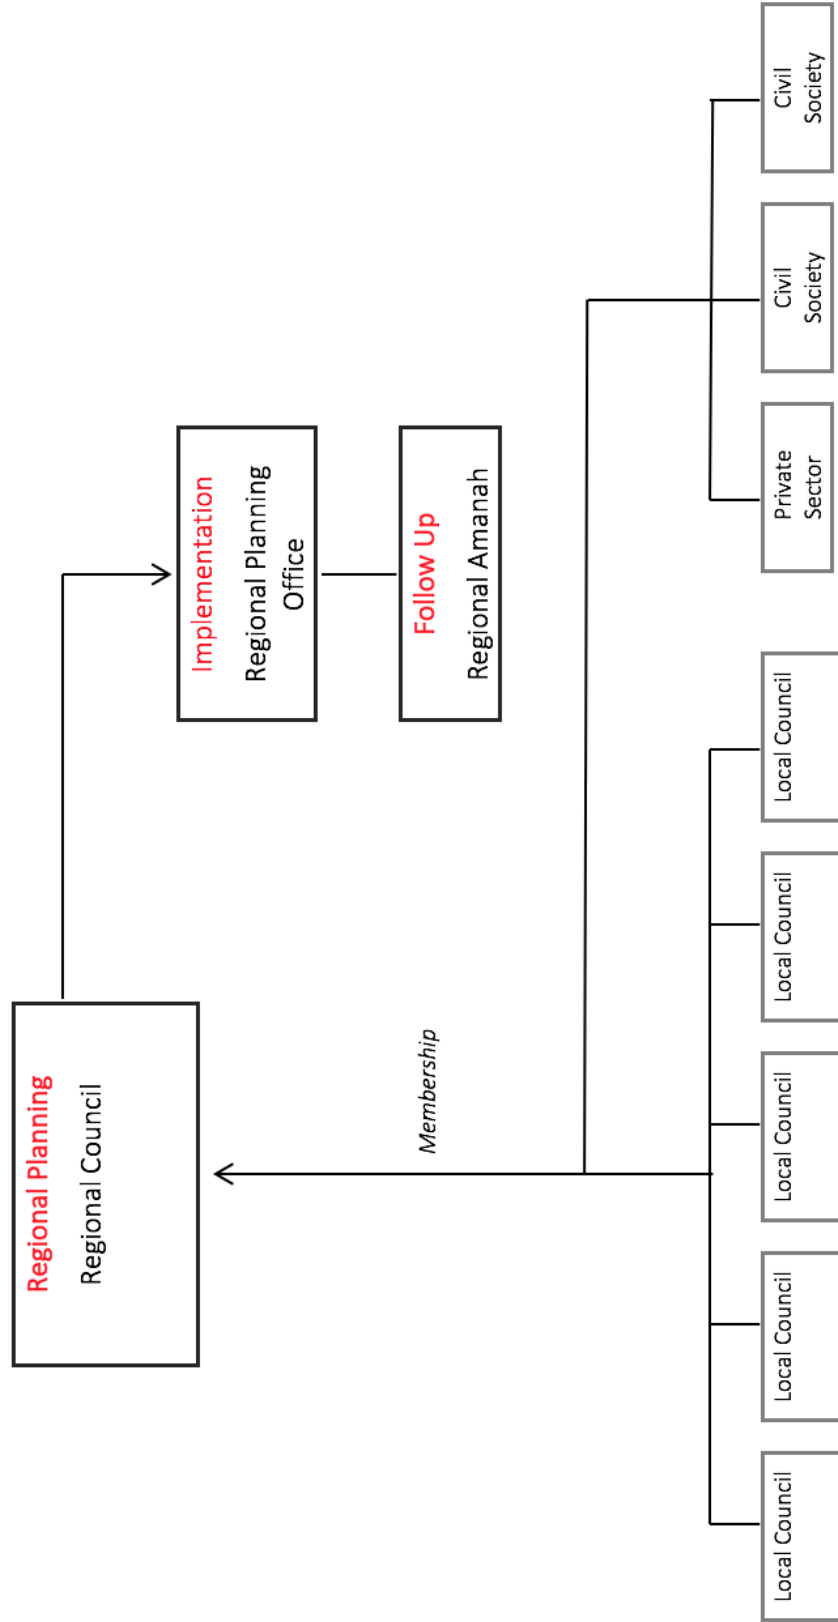 Regional Planning
Regional Council
Implementation
Regional Planning
Office
Follow Up
Regional Amanah
Membership
Local Council
Local Council
Local Council
Local Council
Local Council
Private
Sector
Civil
Society
Civil
Society